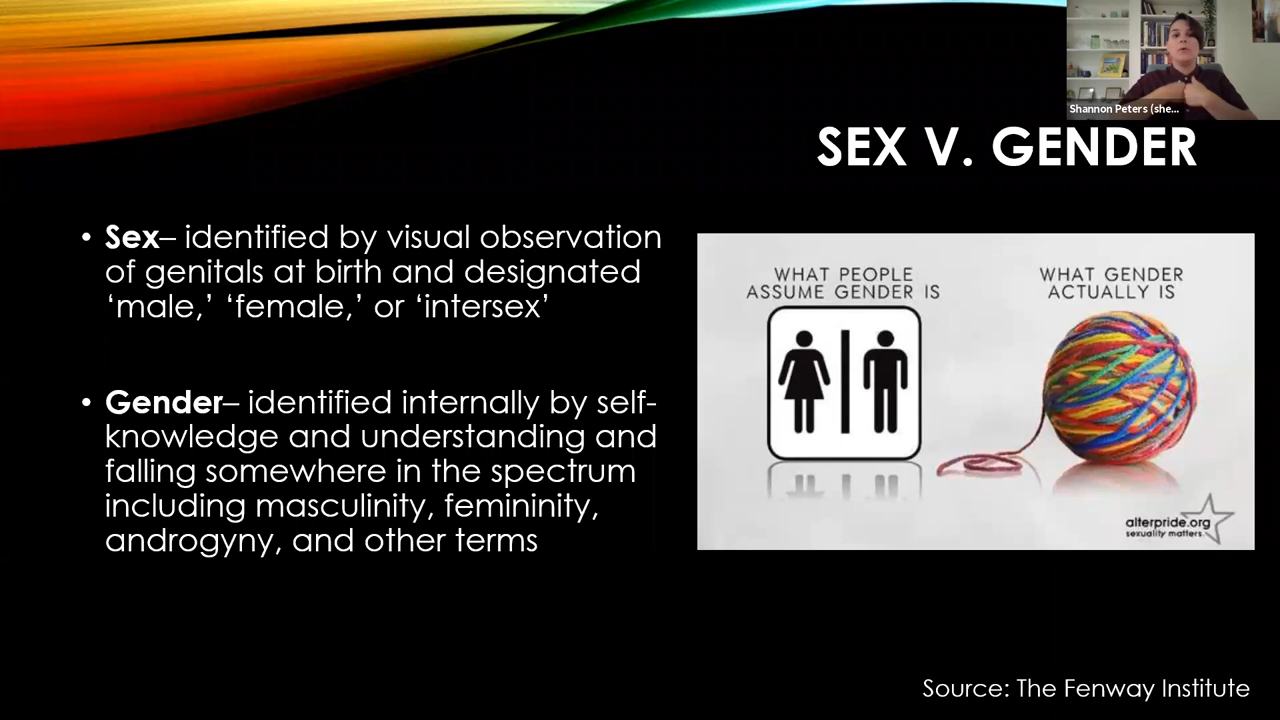 Shannon Peters (she...
SEX V. GENDER
• Sex– identified by visual observation
of genitals at birth and designated
‘male,’ ‘female,’ or ‘intersex’
• Gender– identified internally by self-
knowledge and understanding and
falling somewhere in the spectrum
including masculinity, femininity,
androgyny, and other terms
WHAT PEOPLE
ASSUME GENDER IS
WHAT GENDER
ACTUALLY IS
alterpride.org
sexuality matters.
Source: The Fenway Institute